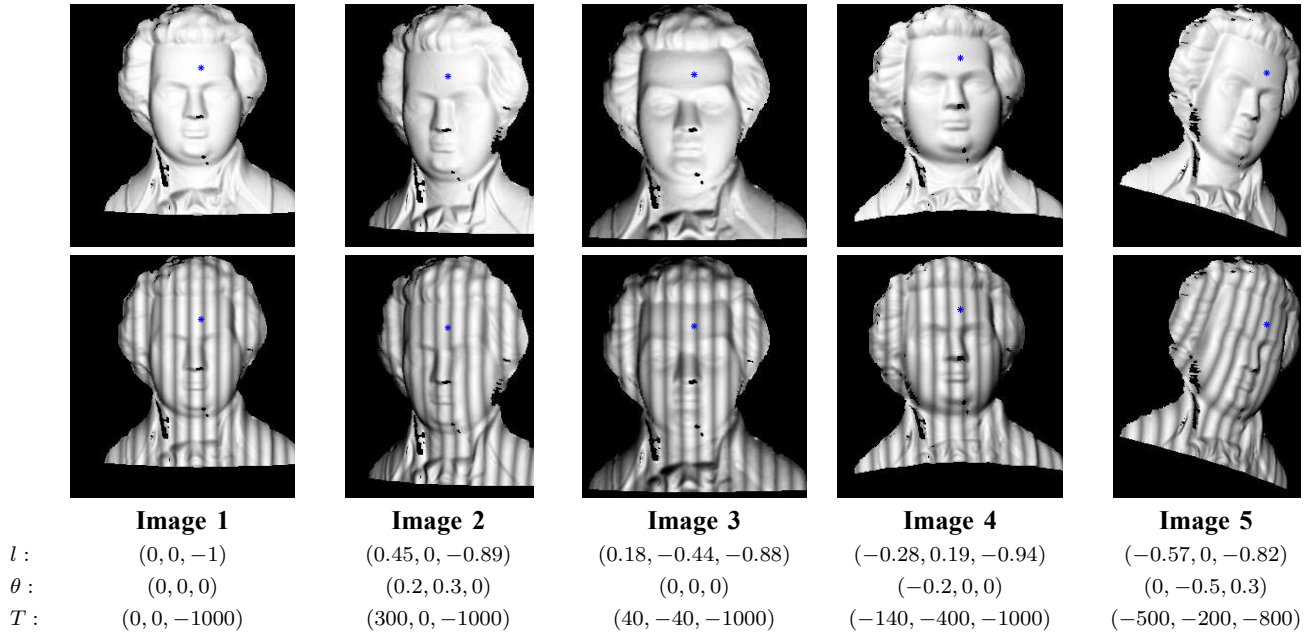 Image 1 Image 2 Image 3 Image 4 Image 5
l : (0, 0, −1) (0.45, 0, −0.89) (0.18, −0.44, −0.88) (−0.28, 0.19, −0.94) (−0.57, 0, −0.82)
θ : (0, 0, 0) (0.2, 0.3, 0) (0, 0, 0) (−0.2, 0, 0) (0, −0.5, 0.3)
T : (0, 0, −1000) (300, 0, −1000) (40, −40, −1000) (−140, −400, −1000) (−500, −200, −800)